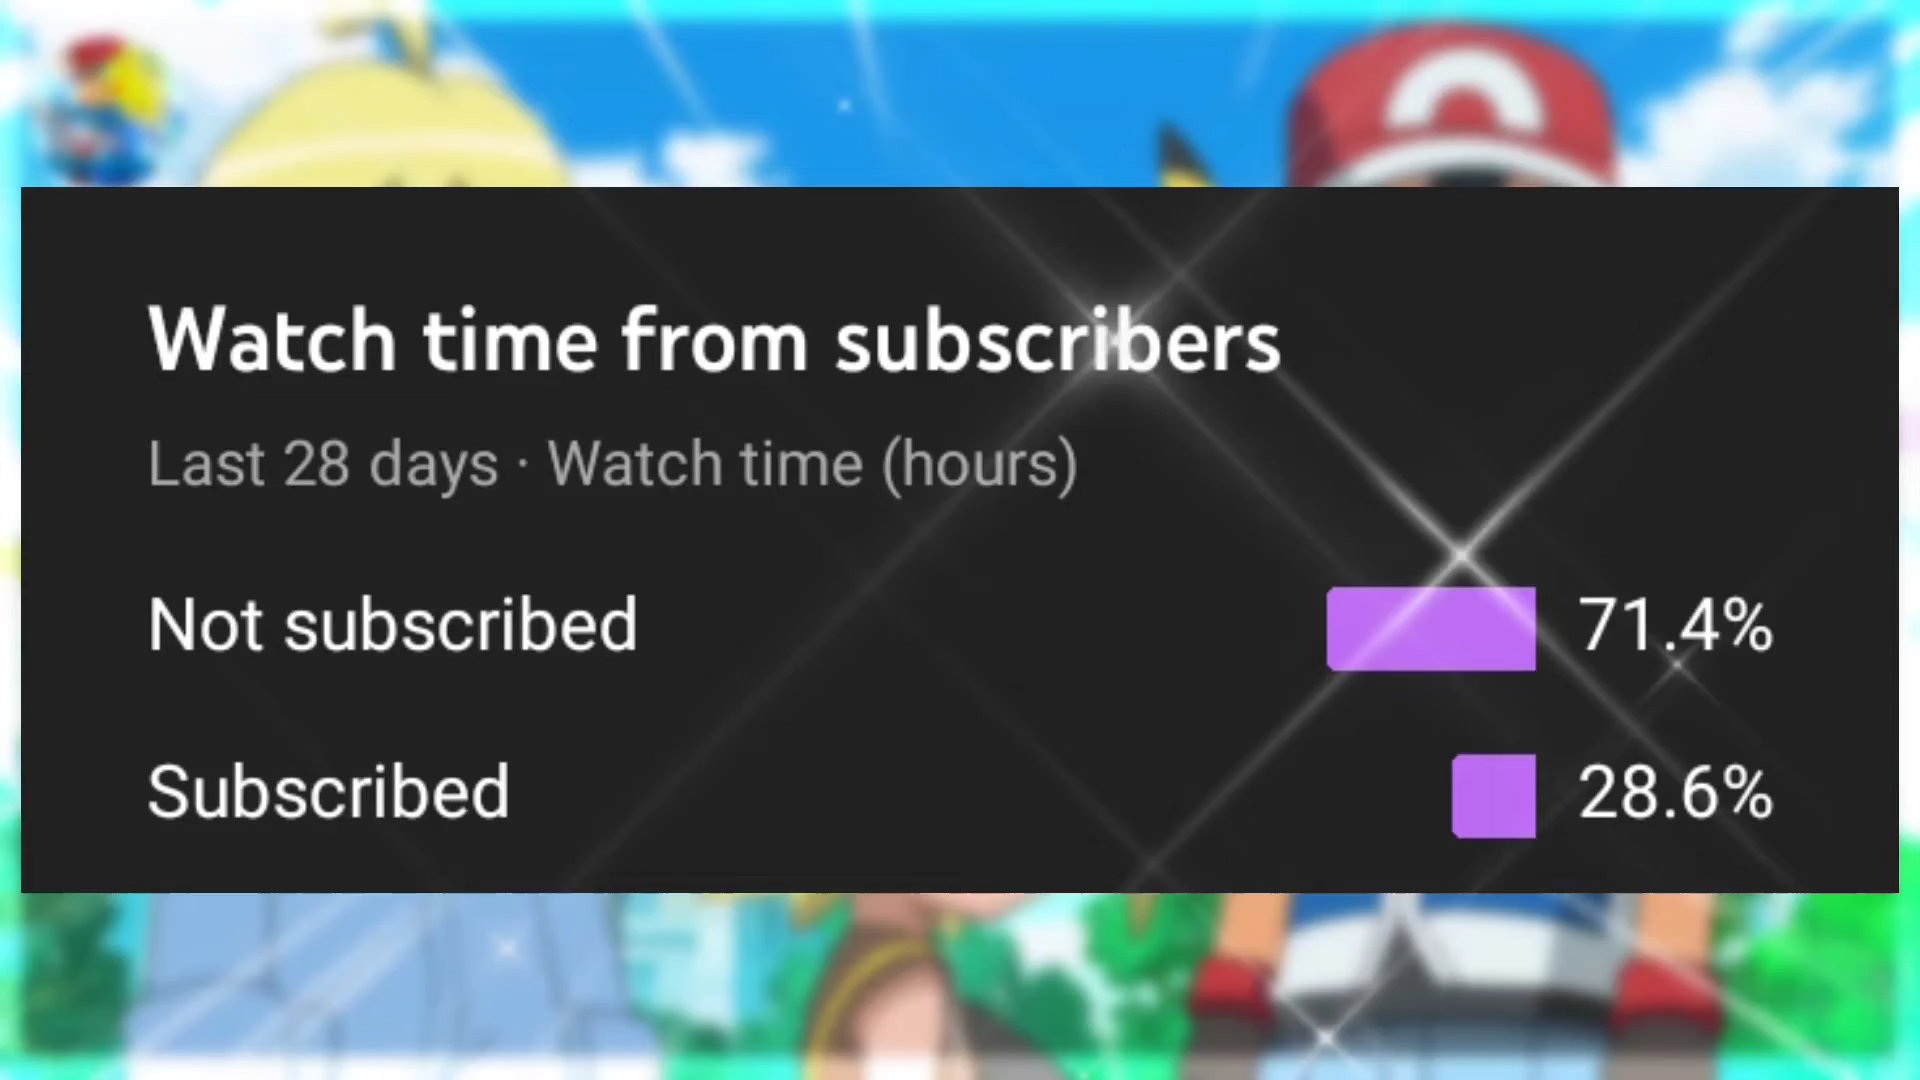 Watch time from subscribers
Last 28 days · Watch time (hours)
Not subscribed 71.4%
Subscribed 28.6%